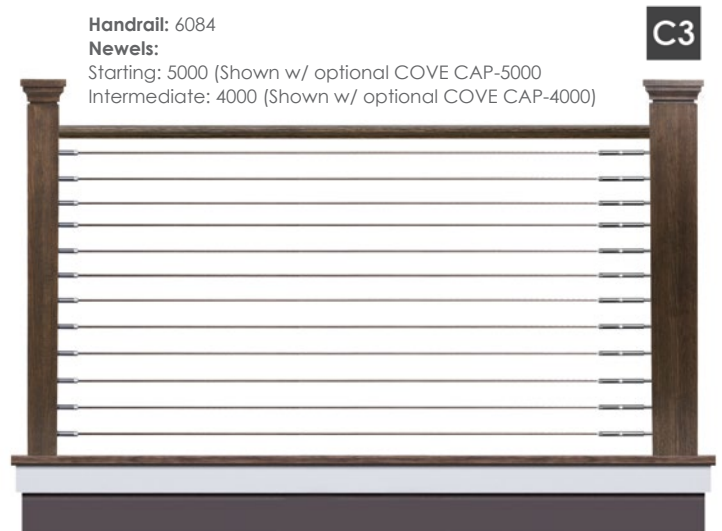 Handrail: 6084
Newels:
Starting: 5000 (Shown w/ optional COVE CAP-5000
Intermediate: 4000 (Shown w/ optional COVE CAP-4000)
C3